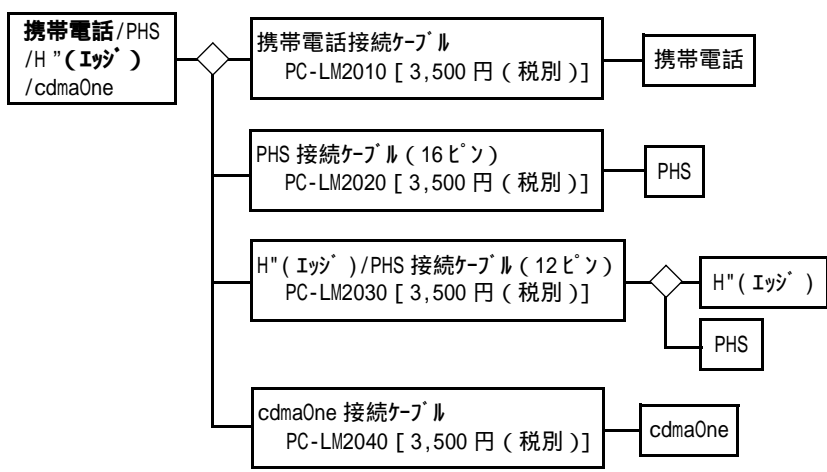 携帯電話/PHS
/H"(ｴｯｼﾞ)
/cdmaOne
携帯電話接続ｹｰﾌﾞﾙ
PC-LM2010 [ 3,500 円 ( 税別 )]
携帯電話
PHS 接続ｹｰﾌﾞﾙ ( 16 ﾋﾟﾝ )
PC-LM2020 [ 3,500 円 ( 税別 )]
PHS
H"( ｴｯｼﾞ )/PHS 接続ｹｰﾌﾞﾙ ( 12 ﾋﾟﾝ )
PC-LM2030 [ 3,500 円 ( 税別 )]
H"( ｴｯｼﾞ )
PHS
cdmaOne 接続ｹｰﾌﾞﾙ
PC-LM2040 [ 3,500 円 ( 税別 )]
cdmaOne